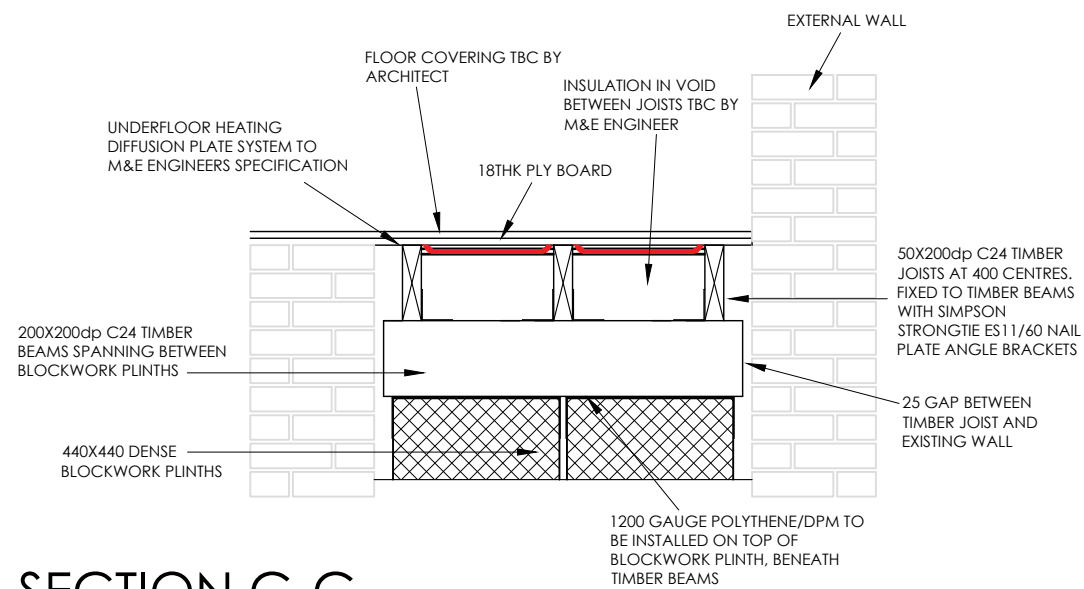 EXTERNAL WALL
FLOOR COVERING TBC BY
ARCHITECT
INSULATION IN VOID
BETWEEN JOISTS TBC BY
M&E ENGINEER
UNDERFLOOR HEATING
DIFFUSION PLATE SYSTEM TO
M&E ENGINEERS SPECIFICATION
18THK PLY BOARD
50X200dp C24 TIMBER
JOISTS AT 400 CENTRES.
FIXED TO TIMBER BEAMS
WITH SIMPSON
STRONGTIE ES11/60 NAIL
PLATE ANGLE BRACKETS
200X200dp C24 TIMBER
BEAMS SPANNING BETWEEN
BLOCKWORK PLINTHS
25 GAP BETWEEN
TIMBER JOIST AND
EXISTING WALL
440X440 DENSE
BLOCKWORK PLINTHS
1200 GAUGE POLYTHENE/DPM TO
BE INSTALLED ON TOP OF
BLOCKWORK PLINTH, BENEATH
TIMBER BEAMS